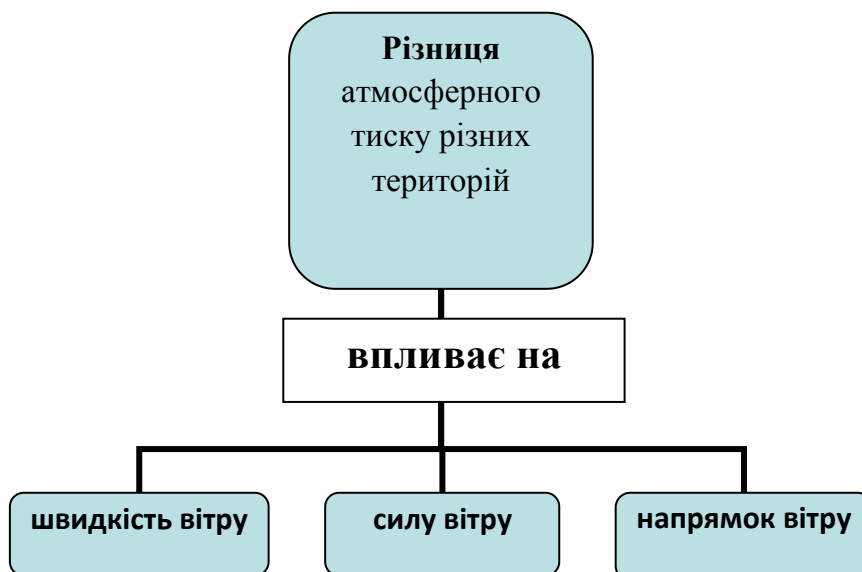 Різниця
атмосферного
тиску різних
територій
впливає на
швидкість вітру
силу вітру
напрямок вітру